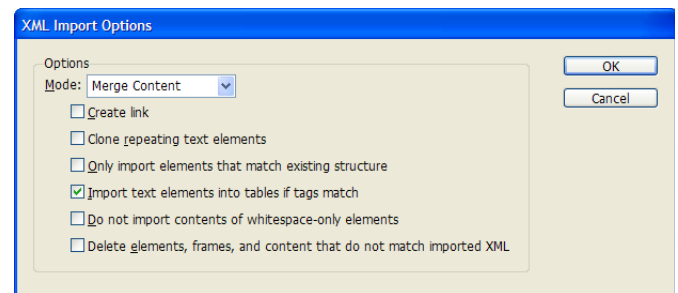 XML Import Options
Options
Mode: Merge Content
OK
Cancel
Create link
Clone repeating text elements
Only import elements that match existing structure
Import text elements into tables if tags match
Do not import contents of whitespace-only elements
Delete elements, frames, and content that do not match imported XML